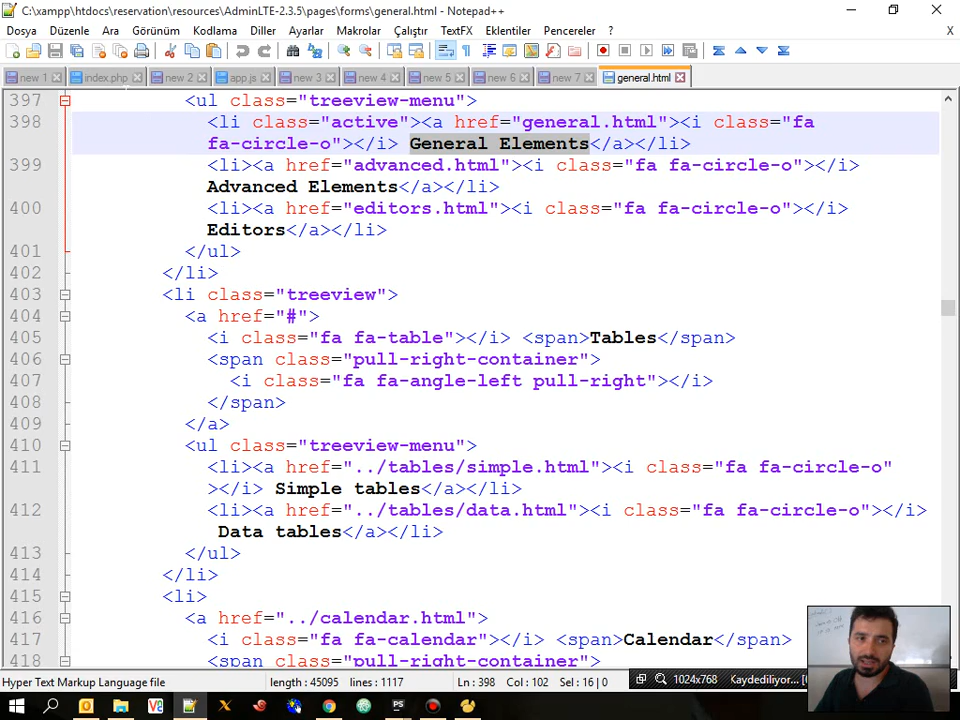 C:\xampp\htdocs\reservation\resources\AdminLTE-2.3.5\pages\forms\general.html - Notepad++
Dosya Düzenle Ara Görünüm Kodlama Diller Ayarlar Makrolar Çalıştır TextFX Eklentiler Pencereler ? X
new 1 index.php new 2 app.js new 3 new 4 new 5 new 6 new 7 general.html
397 <ul class="treeview-menu">
398 <li class="active"><a href="general.html"><i class="fa
fa-circle-o"></i> General Elements</a></li>
399 <li><a href="advanced.html"><i class="fa fa-circle-o"></i>
Advanced Elements</a></li>
400 <li><a href="editors.html"><i class="fa fa-circle-o"></i>
Editors</a></li>
401 </ul>
402 </li>
403 <li class="treeview">
404 <a href="#">
405 <i class="fa fa-table"></i> <span>Tables</span>
406 <span class="pull-right-container">
407 <i class="fa fa-angle-left pull-right"></i>
408 </span>
409 </a>
410 <ul class="treeview-menu">
411 <li><a href="../tables/simple.html"><i class="fa fa-circle-o"
></i> Simple tables</a></li>
412 <li><a href="../tables/data.html"><i class="fa fa-circle-o"></i>
Data tables</a></li>
413 </ul>
414 </li>
415 <li>
416 <a href="../calendar.html">
417 <i class="fa fa-calendar"></i> <span>Calendar</span>
418 <span class="pull-right-container">
Hyper Text Markup Language file length : 45095 lines : 1117 Ln : 398 Col : 102 Sel : 16 | 0 1024x768 Kaydediliyor... [0